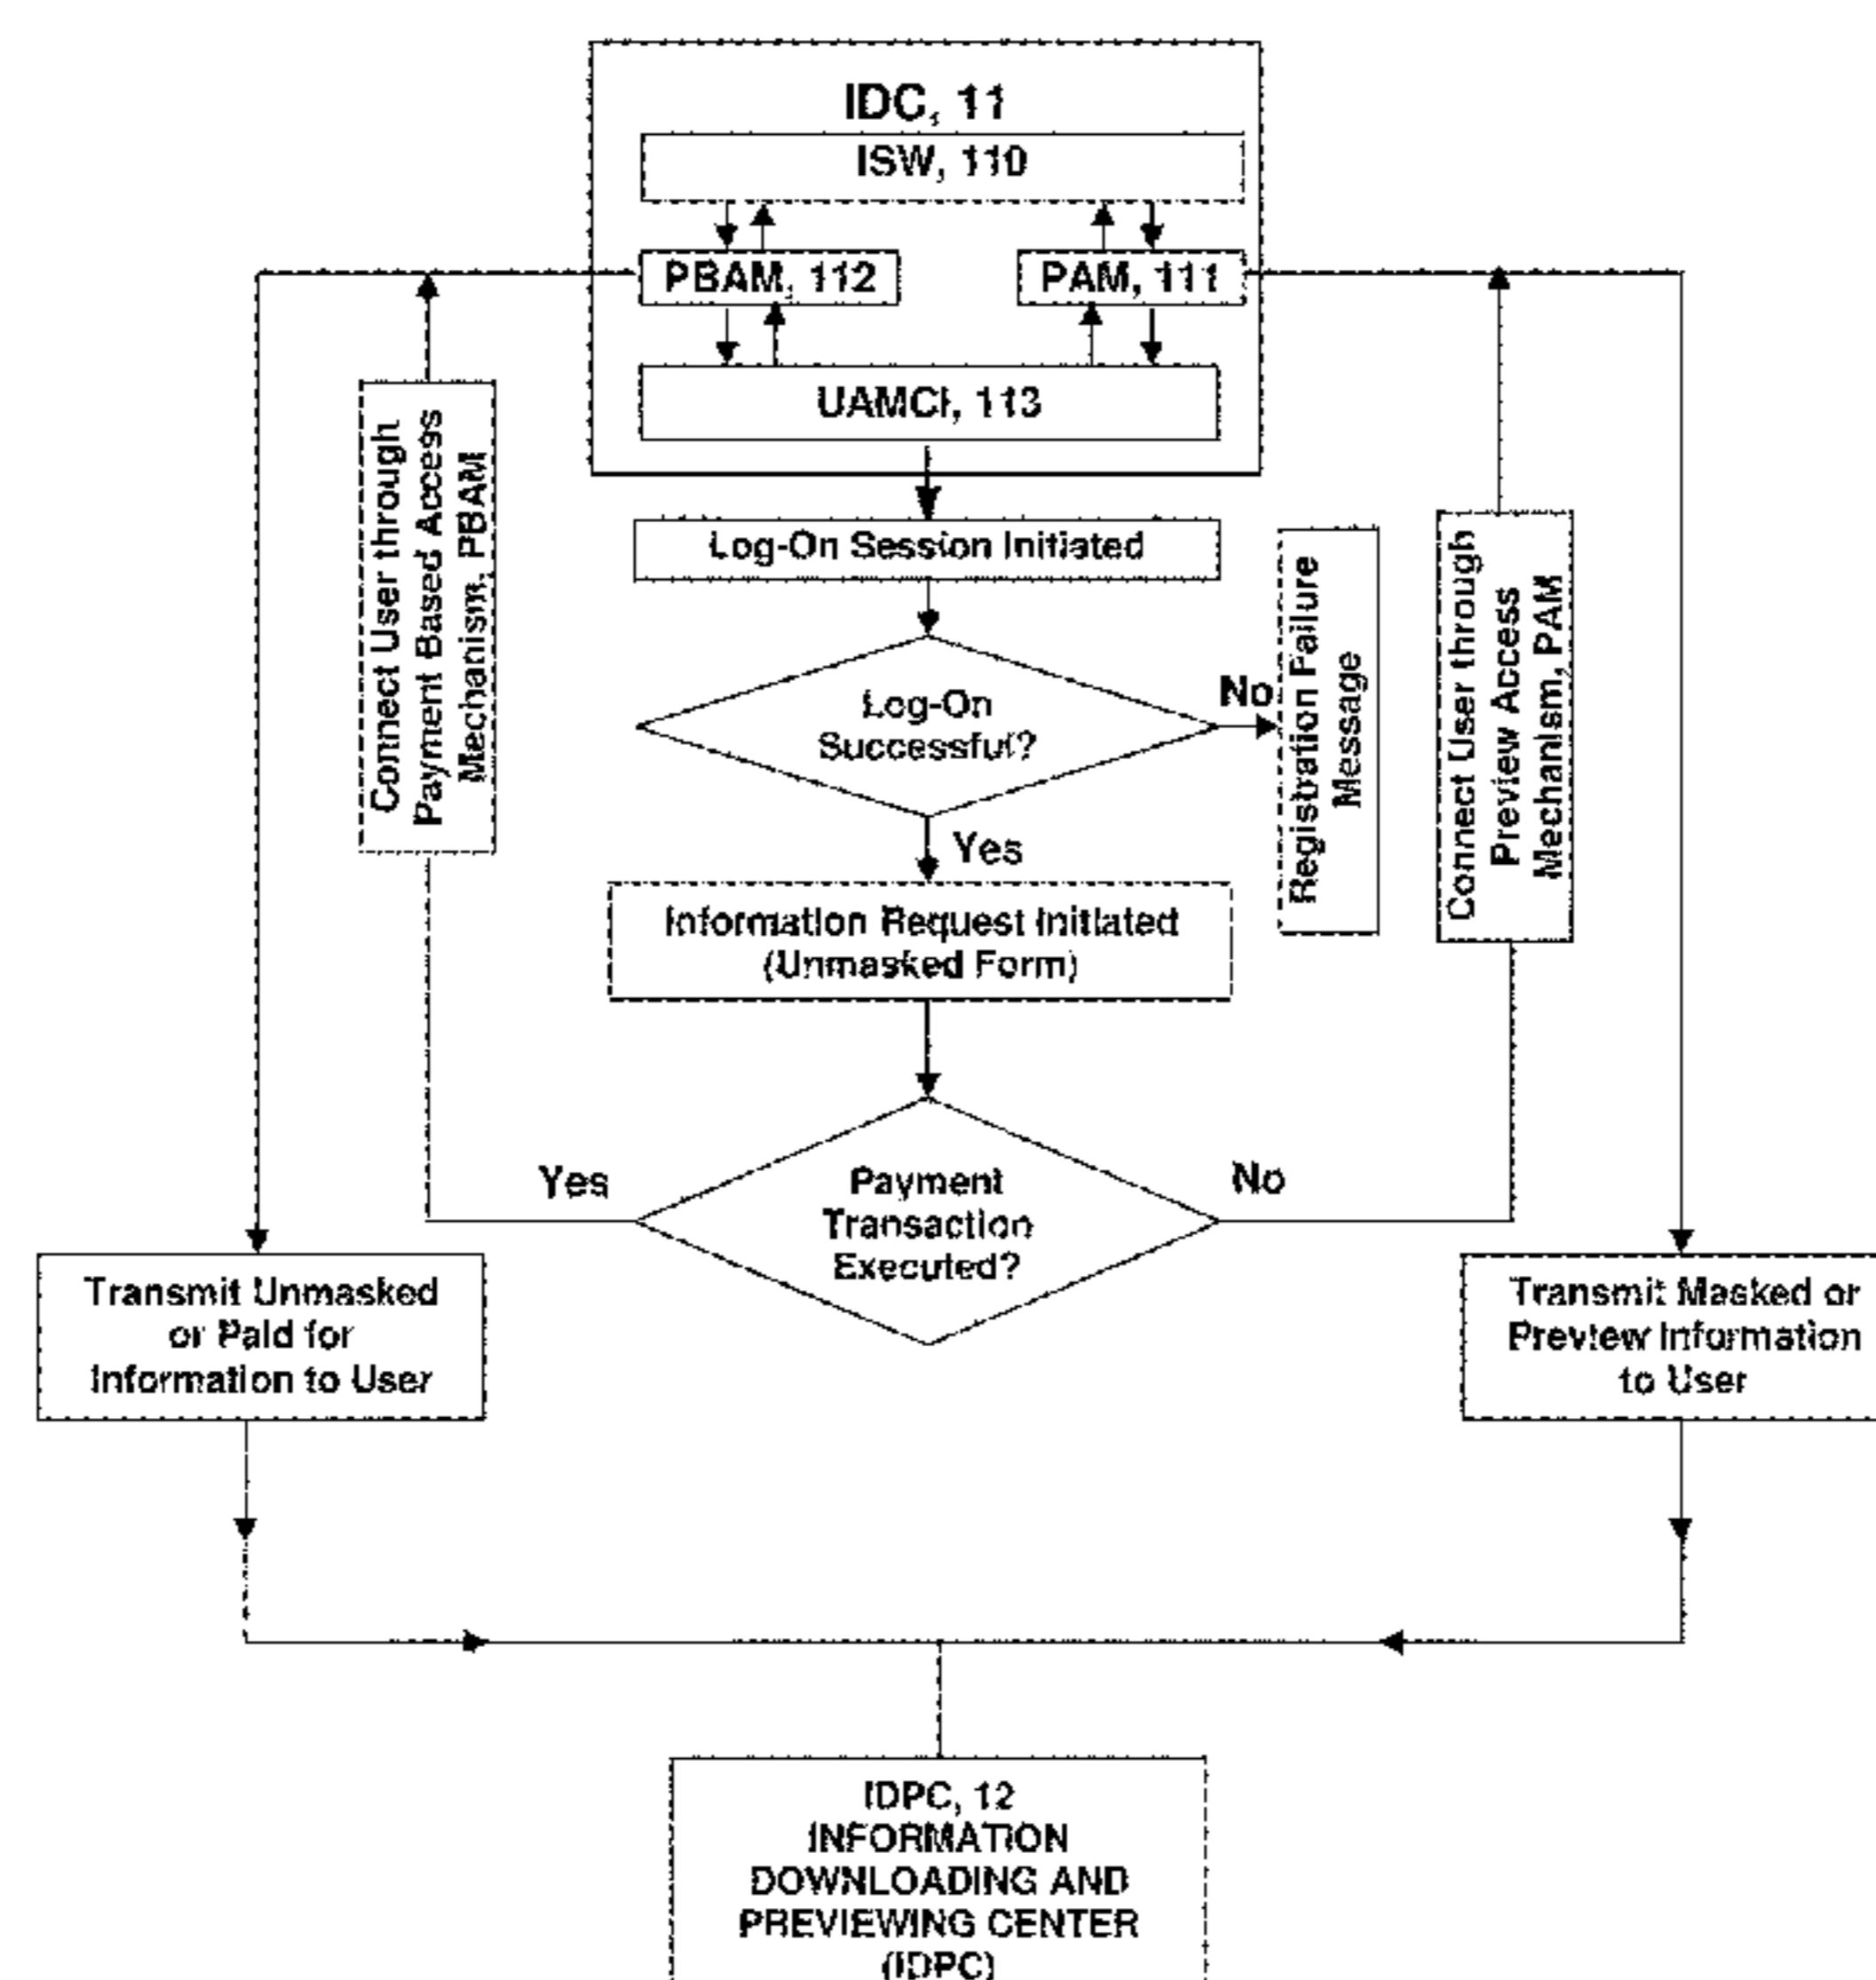 IDC, 11
ISW, 110
PBAM, 112
PAM, 111
UAMCI, 113
Connect User through
Payment Based Access
Mechanism, PBAM
Log-On Session Initiated
Log-On
Successful?
No
Registration Failure
Message
Connect User through
Preview Access
Mechanism, PAM
Yes
Information Request Initiated
(Unmasked Form)
Yes
Payment
Transaction
Executed?
No
Transmit Unmasked
or Paid for
Information to User
Transmit Masked or
Preview Information
to User
IDPC, 12
INFORMATION
DOWNLOADING AND
PREVIEWING CENTER
(IDPC)